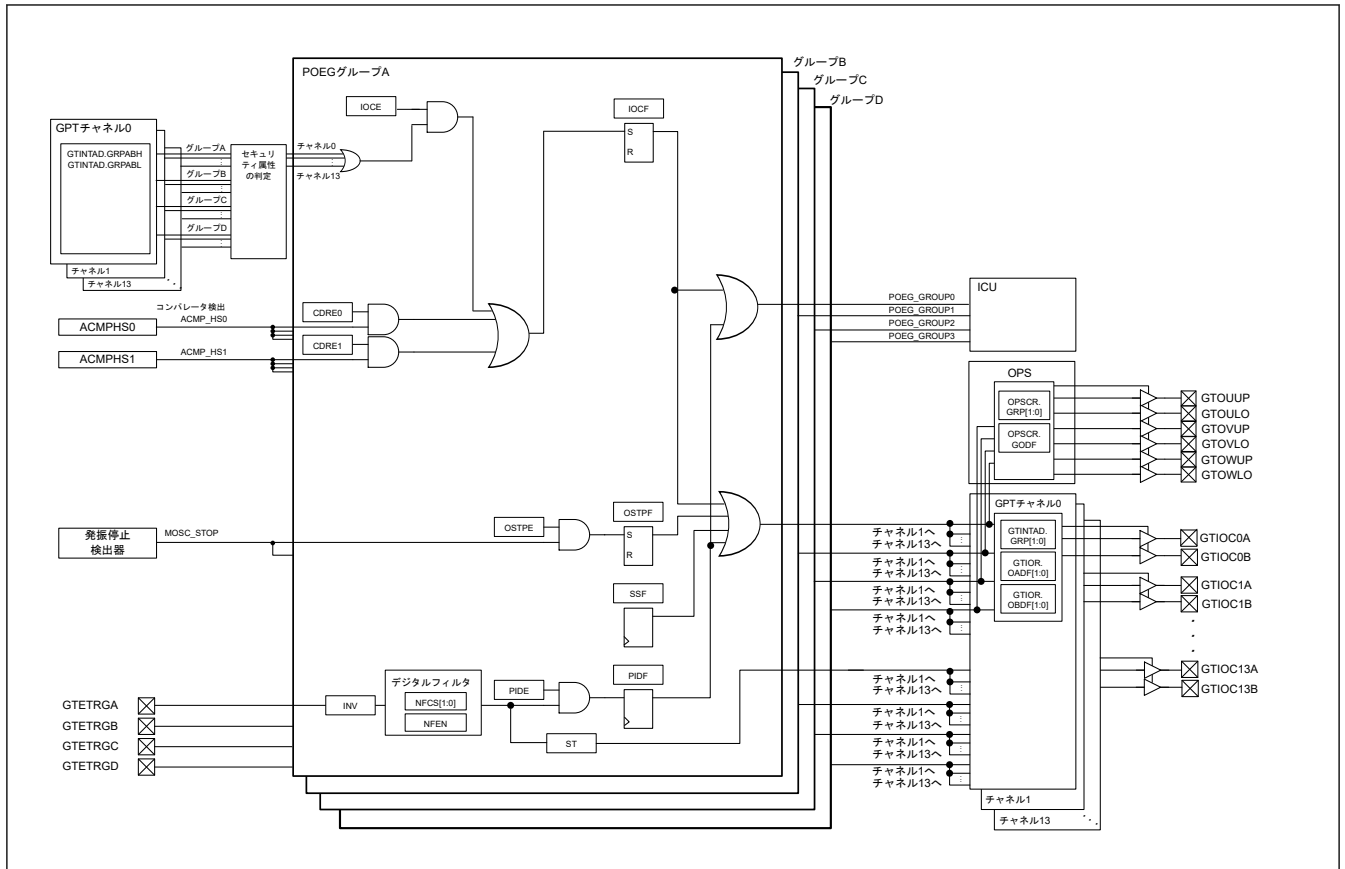 POEGグループA
グループB
グループC
グループD
IOCE
IOCF
S
R
GPTチャネル0
GTINTAD.GRPABH
GTINTAD.GRPABL
チャネル1
チャネル13
グループA
グループB
グループC
グループD
セキュリ
ティ属性
の判定
チャネル0
チャネル13
コンパレータ検出
ACMPHS0
ACMP_HS0
CDRE0
ACMPHS1
ACMP_HS1
CDRE1
POEG_GROUP0
POEG_GROUP1
POEG_GROUP2
POEG_GROUP3
ICU
OPS
OPSCR.
GRP[1:0]
OPSCR.
GODF
GTOUUP
GTOULO
GTOVUP
GTOVLO
GTOWUP
GTOWLO
発振停止
検出器
MOSC_STOP
OSTPE
OSTPF
S
R
SSF
チャネル1へ
チャネル13へ
チャネル1へ
チャネル13へ
チャネル1へ
チャネル13へ
チャネル1へ
チャネル13へ
GPTチャネル0
GTINTAD.
GRP[1:0]
GTIOR.
OADF[1:0]
GTIOR.
OBDF[1:0]
GTIOC0A
GTIOC0B
GTIOC1A
GTIOC1B
GTIOC13A
GTIOC13B
GTETRGA
GTETRGB
GTETRGC
GTETRGD
INV
デジタルフィルタ
NFCS[1:0]
NFEN
PIDE
PIDF
ST
チャネル1へ
チャネル13へ
チャネル1へ
チャネル13へ
チャネル1へ
チャネル13へ
チャネル1へ
チャネル13へ
チャネル1
チャネル13